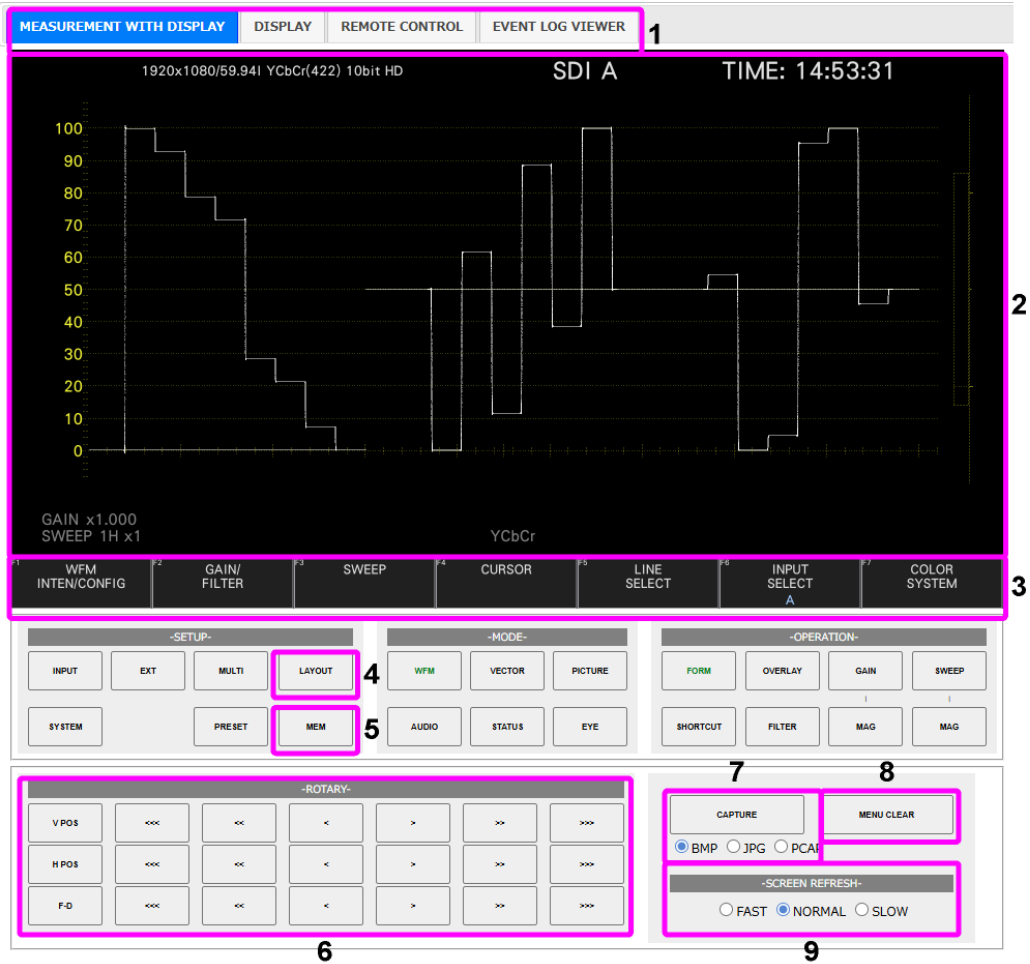 MEASUREMENT WITH DISPLAY DISPLAY REMOTE CONTROL EVENT LOG VIEWER 1
1920x1080/59.94I YCbCr(422) 10bit HD SDI A TIME: 14:53:31
100
90
80
70
60
50
2
40
30
20
10
0
GAIN x1.000
SWEEP 1H x1 YCbCr
F1 WFM INTEN/CONFIG
F2 GAIN/ FILTER
F3 SWEEP
F4 CURSOR
F5 LINE SELECT
F6 INPUT SELECT A
F7 COLOR SYSTEM
3
-SETUP- -MODE- -OPERATION-
INPUT EXT MULTI LAYOUT 4 WFM VECTOR PICTURE FORM OVERLAY GAIN SWEEP
SYSTEM PRESET MEM 5 AUDIO STATUS EYE SHORTCUT FILTER MAG MAG
7 8
-ROTARY-
V POS <<< << < > >> >>>
H POS <<< << < > >> >>>
F-D <<< << < > >> >>>
6
CAPTURE MENU CLEAR
BMP JPG PCAP
-SCREEN REFRESH-
FAST NORMAL SLOW
9